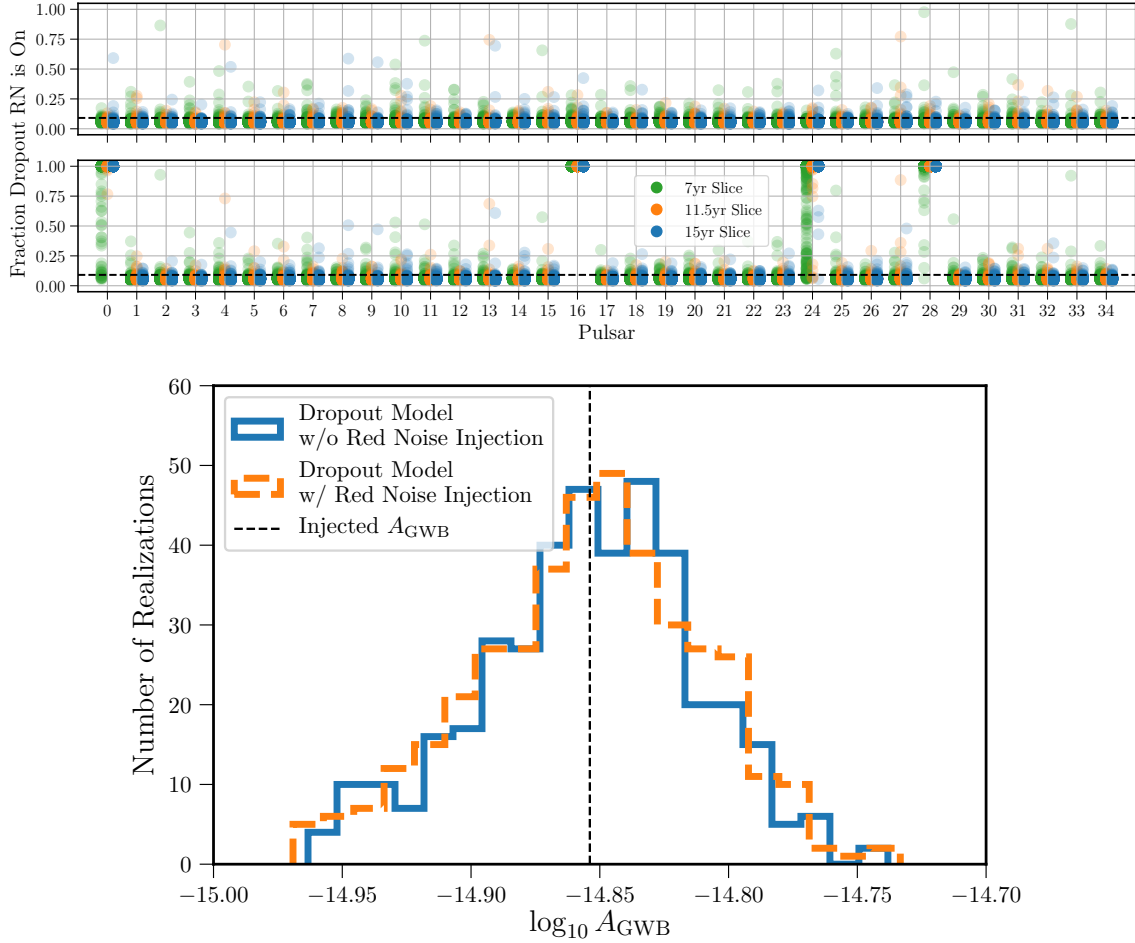 Fraction Dropout RN is On
1.00
0.75
0.50
0.25
0.00
1.00
0.75
0.50
0.25
0.00
7yr Slice
11.5yr Slice
15yr Slice
0 1 2 3 4 5 6 7 8 9 10 11 12 13 14 15 16 17 18 19 20 21 22 23 24 25 26 27 28 29 30 31 32 33 34
Pulsar
60
50
40
30
20
10
0
Number of Realizations
Dropout Model
w/o Red Noise Injection
Dropout Model
w/ Red Noise Injection
Injected A_GWB
−15.00 −14.95 −14.90 −14.85 −14.80 −14.75 −14.70
log₁₀ A_GWB